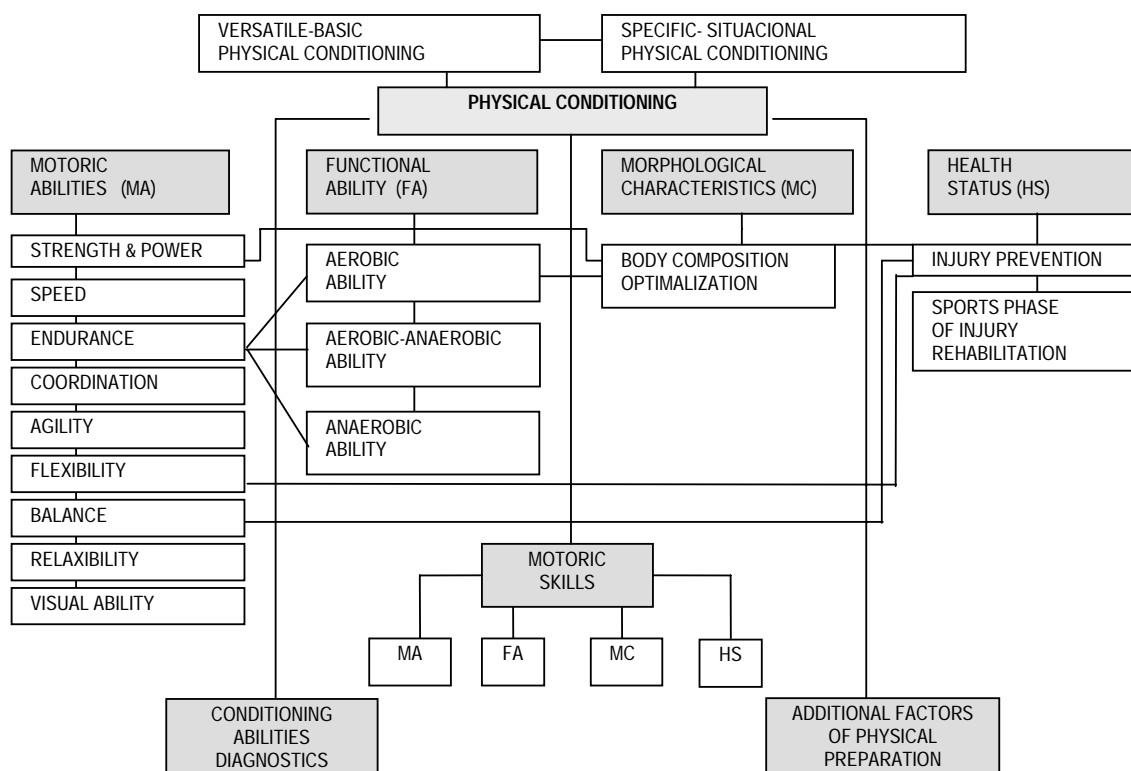 VERSATILE-BASIC
PHYSICAL CONDITIONING
SPECIFIC- SITUACIONAL
PHYSICAL CONDITIONING
PHYSICAL CONDITIONING
MOTORIC
ABILITIES (MA)
FUNCTIONAL
ABILITY (FA)
MORPHOLOGICAL
CHARACTERISTICS (MC)
HEALTH
STATUS (HS)
STRENGTH & POWER
SPEED
ENDURANCE
COORDINATION
AGILITY
FLEXIBILITY
BALANCE
RELAXIBILITY
VISUAL ABILITY
AEROBIC
ABILITY
AEROBIC-ANAEROBIC
ABILITY
ANAEROBIC
ABILITY
BODY COMPOSITION
OPTIMALIZATION
INJURY PREVENTION
SPORTS PHASE
OF INJURY
REHABILITATION
MOTORIC
SKILLS
MA
FA
MC
HS
CONDITIONING
ABILITIES
DIAGNOSTICS
ADDITIONAL FACTORS
OF PHYSICAL
PREPARATION